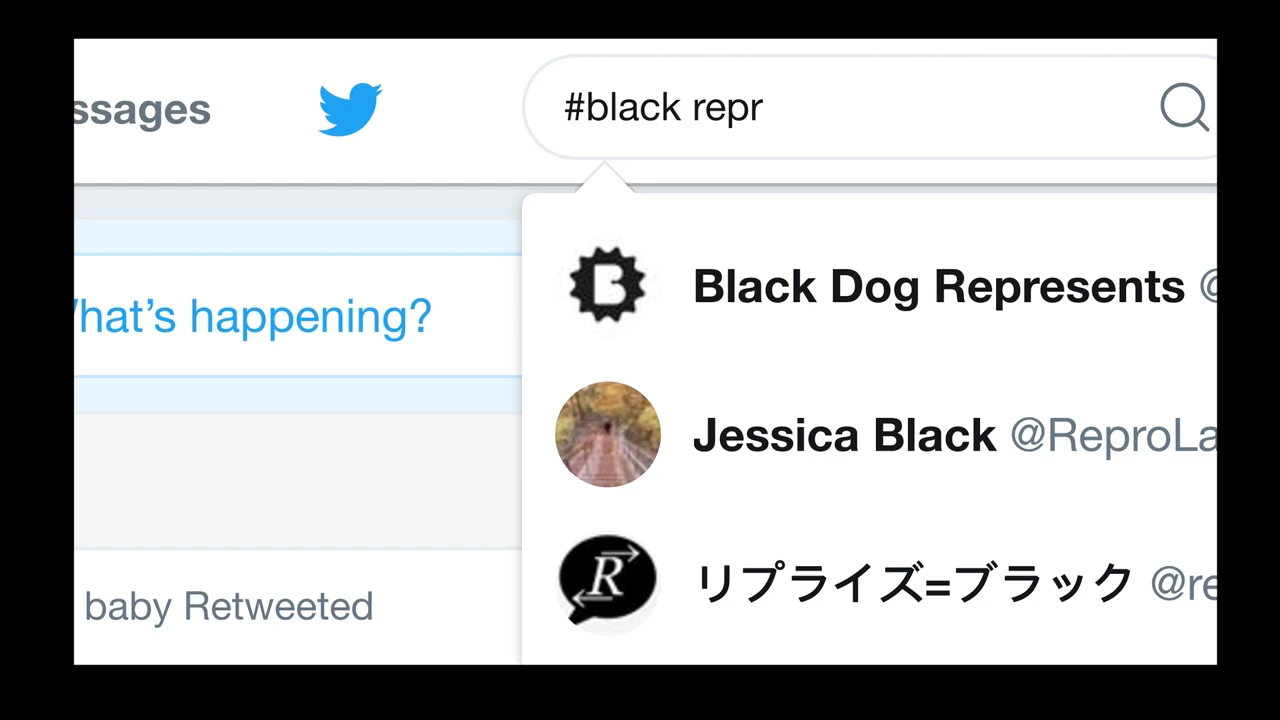 ssages
#black repr
Black Dog Represents @
What's happening?
Jessica Black @ReproLa
リプライズ=ブラック @re
baby Retweeted